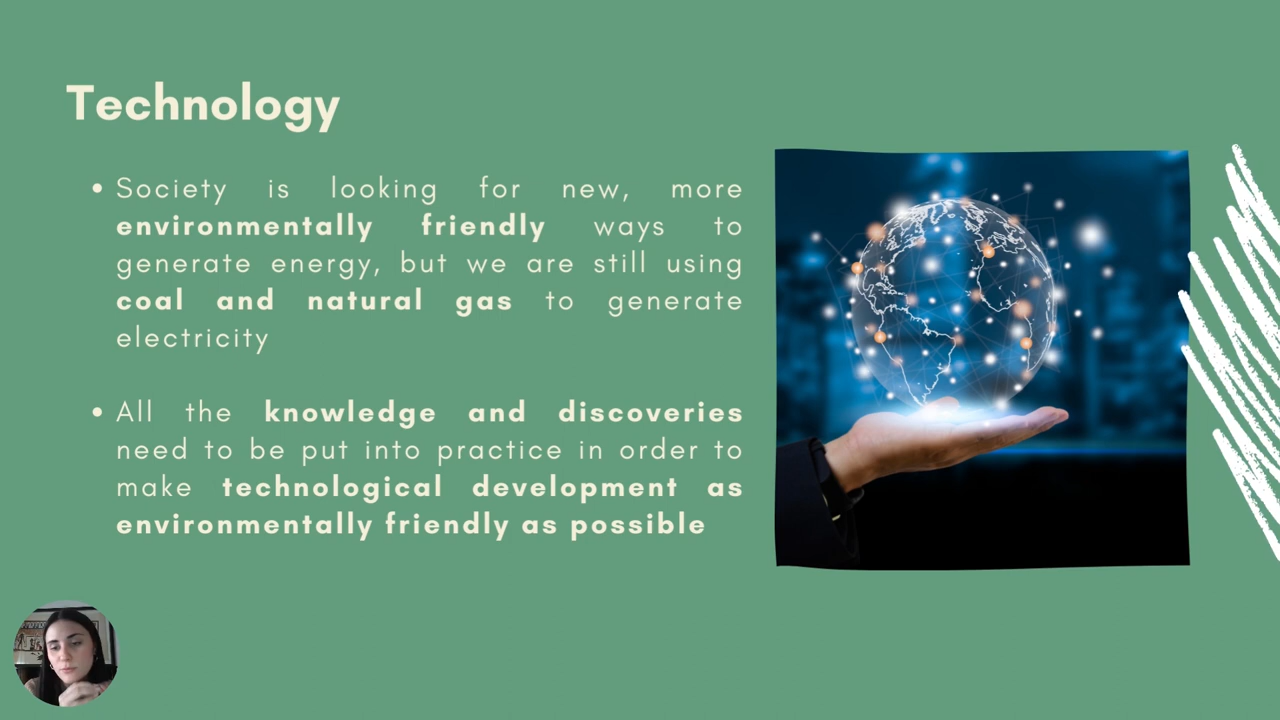 Technology
• Society is looking for new, more
environmentally friendly ways to
generate energy, but we are still using
coal and natural gas to generate
electricity
• All the knowledge and discoveries
need to be put into practice in order to
make technological development as
environmentally friendly as possible